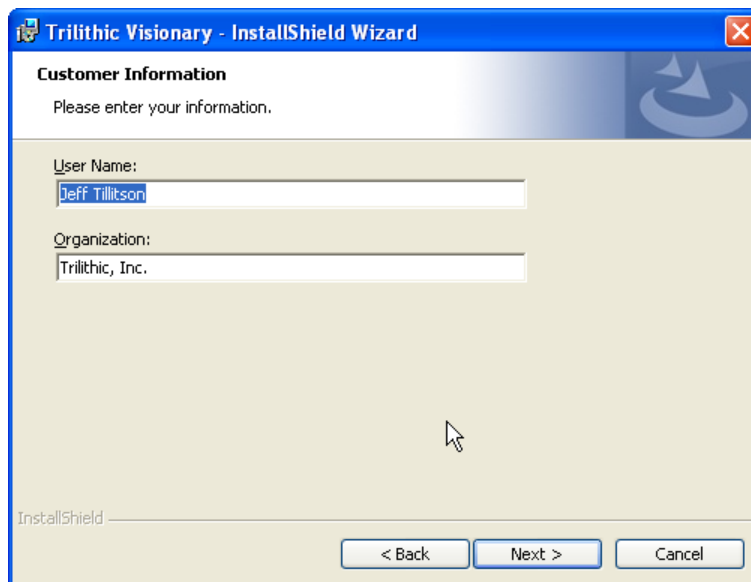 Trilithic Visionary - InstallShield Wizard
Customer Information
Please enter your information.
User Name:
Jeff Tillitson
Organization:
Trilithic, Inc.
InstallShield
< Back
Next >
Cancel